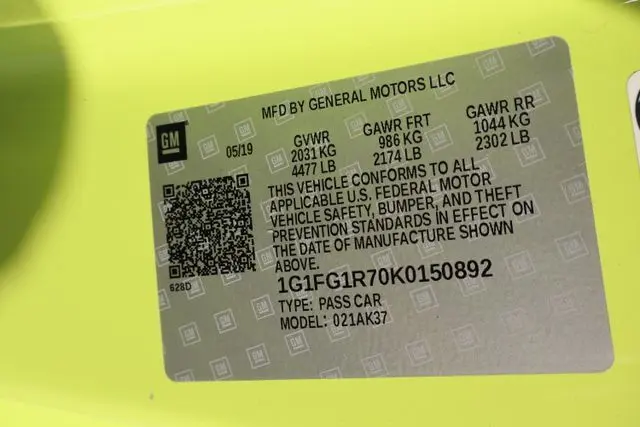 MFD BY GENERAL MOTORS LLC
GM
05/19
GVWR
2031 KG
4477 LB
GAWR FRT
986 KG
2174 LB
GAWR RR
1044 KG
2302 LB
THIS VEHICLE CONFORMS TO ALL
APPLICABLE U.S. FEDERAL MOTOR
VEHICLE SAFETY, BUMPER, AND THEFT
PREVENTION STANDARDS IN EFFECT ON
THE DATE OF MANUFACTURE SHOWN
ABOVE.
628D
1G1FG1R70K0150892
TYPE: PASS CAR
MODEL: 021AK37